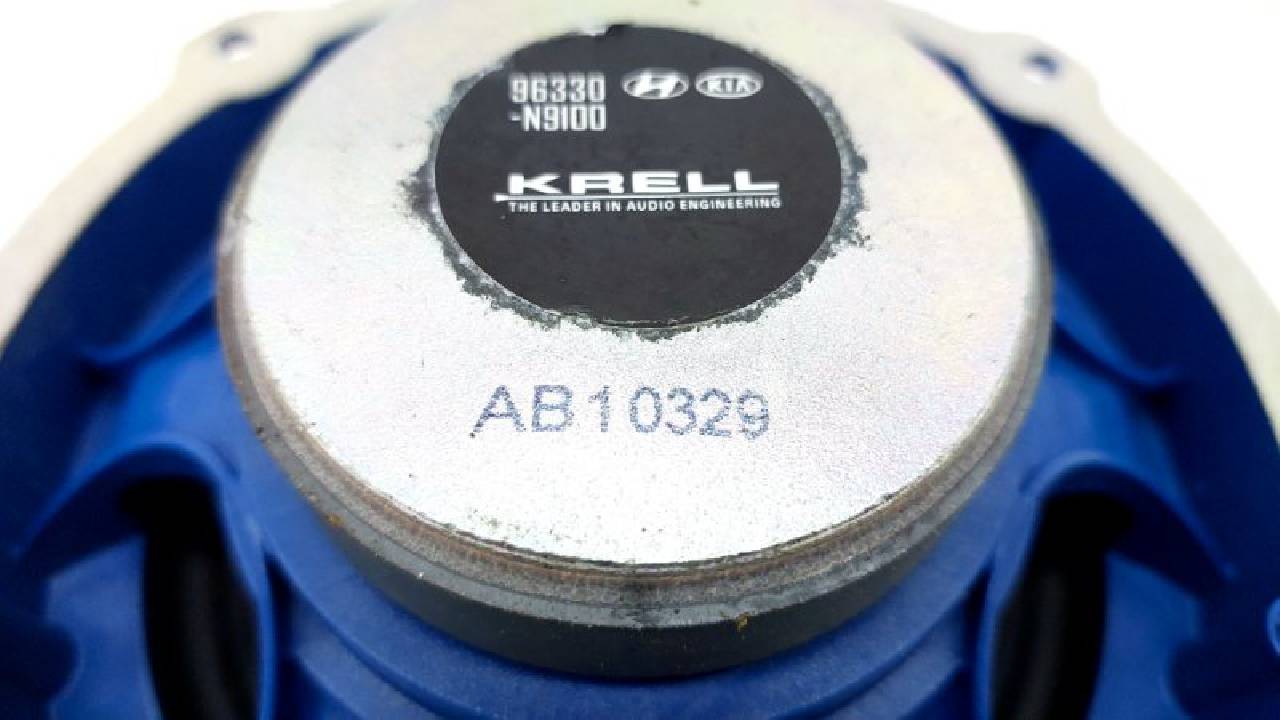 96330 KIA
-N9100
KRELL
THE LEADER IN AUDIO ENGINEERING
AB10329